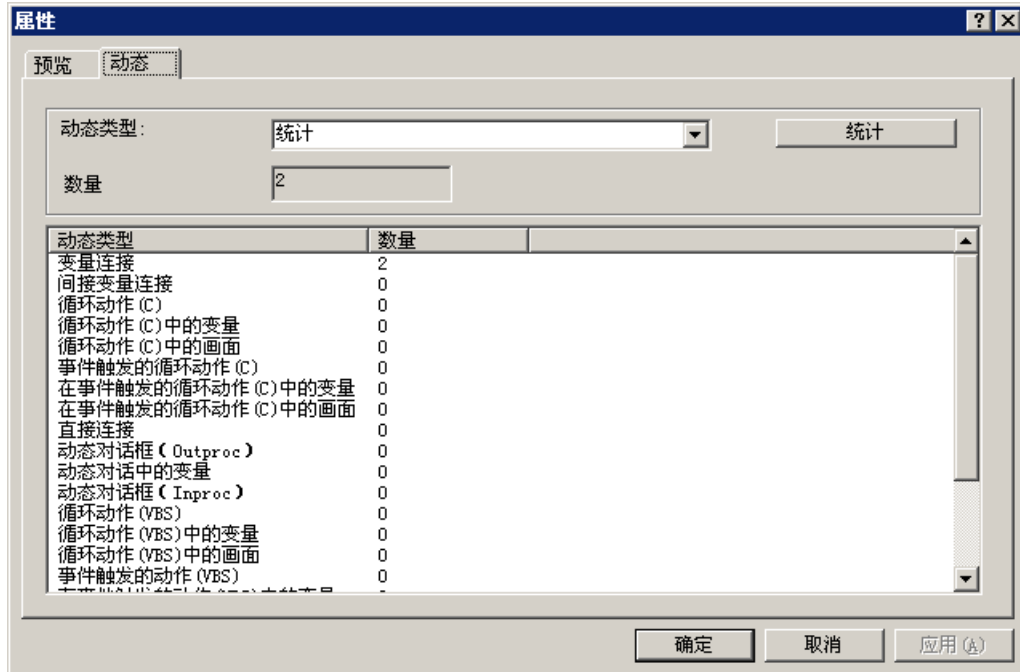 属性
预览 动态
动态类型: 统计 统计
数量 2
动态类型 数量
变量连接 2
间接变量连接 0
循环动作(C) 0
循环动作(C)中的变量 0
循环动作(C)中的画面 0
事件触发的循环动作(C) 0
在事件触发的循环动作(C)中的变量 0
在事件触发的循环动作(C)中的画面 0
直接连接 0
动态对话框(Outproc) 0
动态对话中的变量 0
动态对话框(Inproc) 0
循环动作(VBS) 0
循环动作(VBS)中的变量 0
循环动作(VBS)中的画面 0
事件触发的动作(VBS) 0
确定 取消 应用(A)